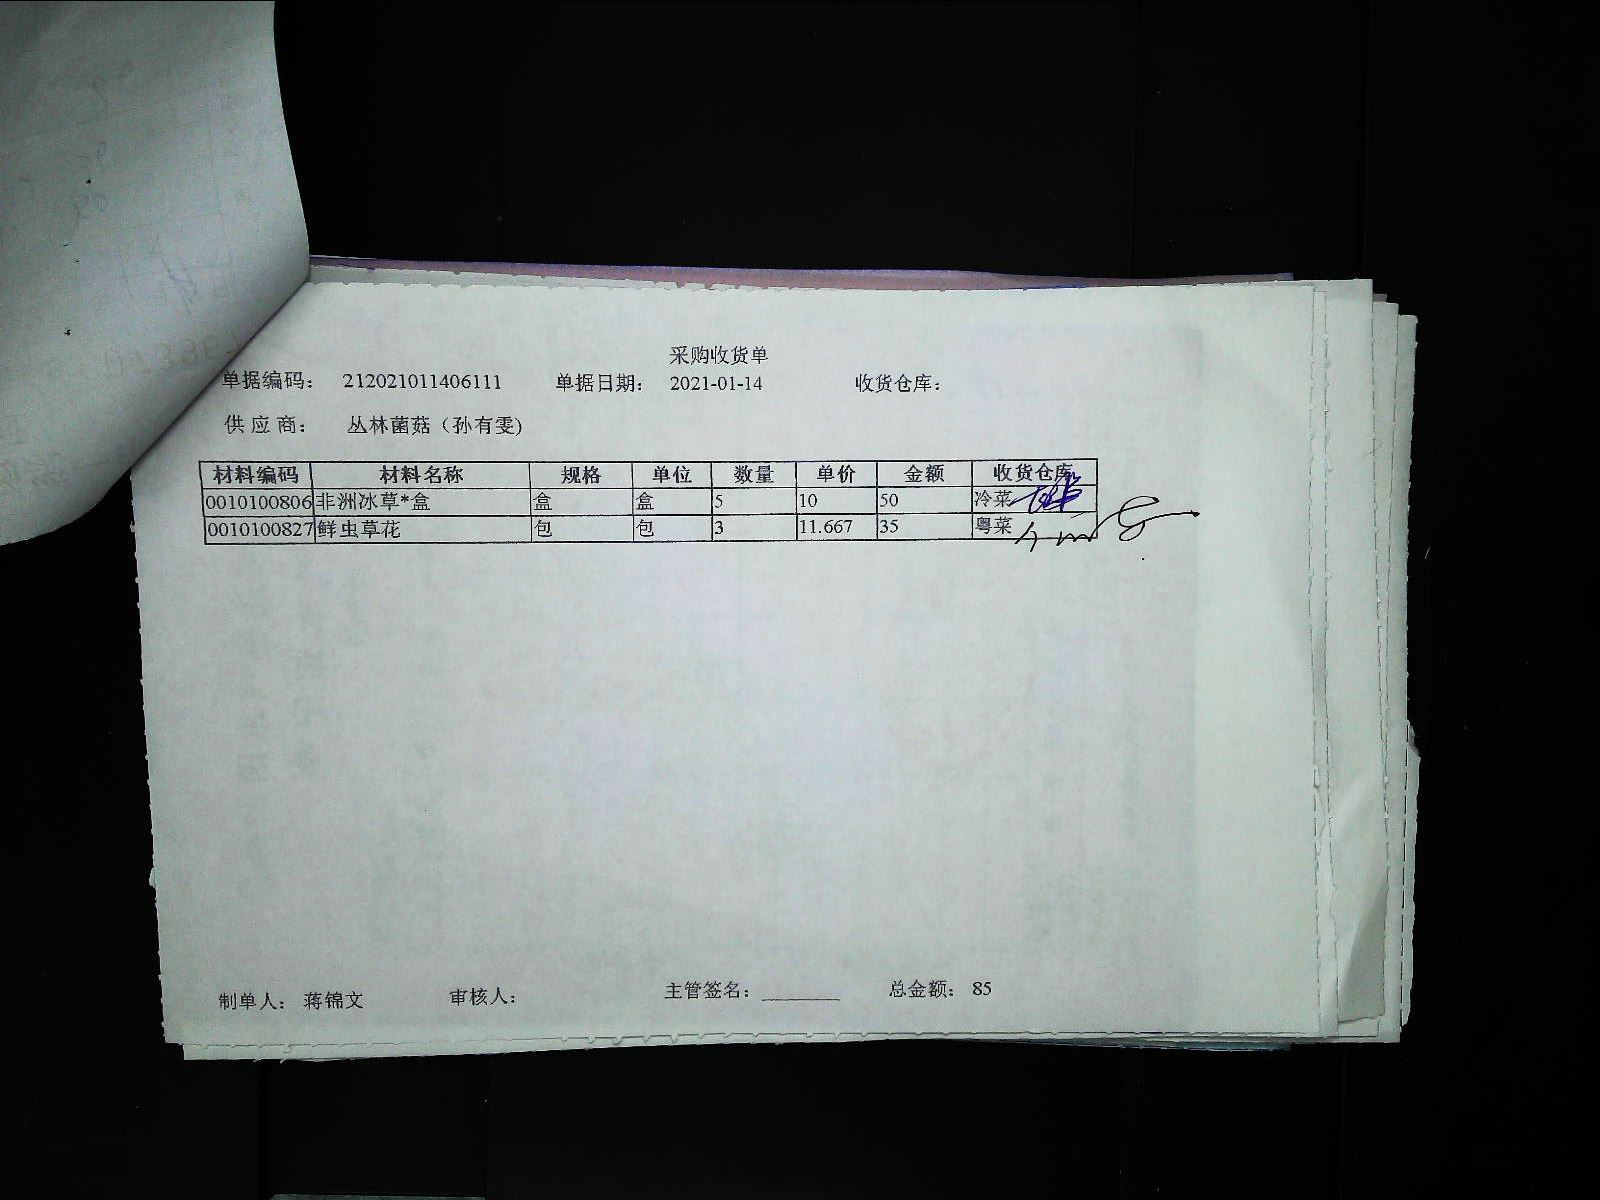 采购收货单
单据编码： 212021011406111 单据日期： 2021-01-14 收货仓库：
供应商： 丛林菌菇（孙有雯)
材料编码 材料名称 规格 单位 数量 单价 金额 收货仓库
0010100806 非洲冰草*盒 盒 盒 5 10 50 冷菜
0010100827 鲜虫草花 包 包 3 11.667 35 粤菜
制单人： 蒋锦文 审核人： 主管签名： 总金额： 85